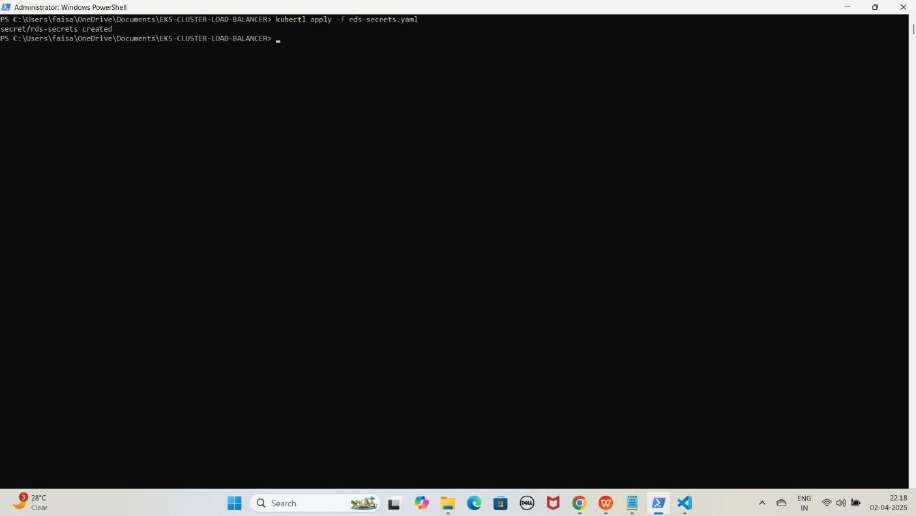 Administrator: Windows PowerShell
PS C:\Users\faisa\OneDrive\Documents\EKS-CLUSTER-LOAD-BALANCER> kubectl apply -f rds-secrets.yaml
secret/rds-secrets created
PS C:\Users\faisa\OneDrive\Documents\EKS-CLUSTER-LOAD-BALANCER>
3
28°C
Clear
Search
DELL
ENG
IN
22:18
02-04-2025